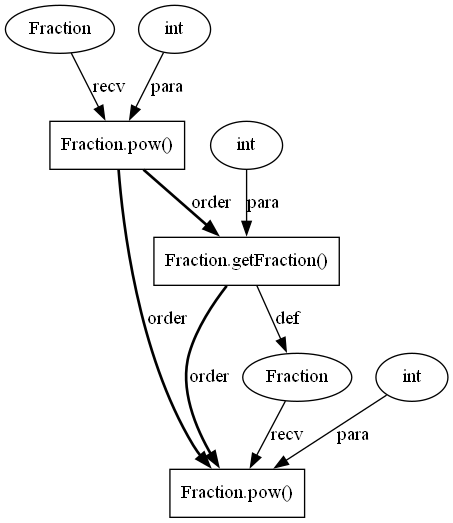 Fraction
int
recv
para
Fraction.pow()
int
order
para
Fraction.getFraction()
order
order
def
Fraction
int
recv
para
Fraction.pow()